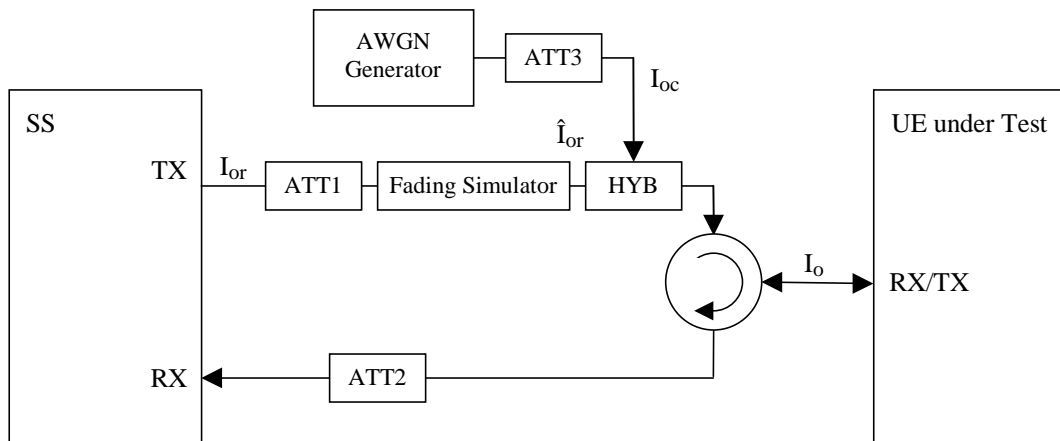 AWGN
Generator
ATT3
I_oc
SS
UE under Test
Î_or
TX
I_or
ATT1
Fading Simulator
HYB
I_o
RX/TX
RX
ATT2